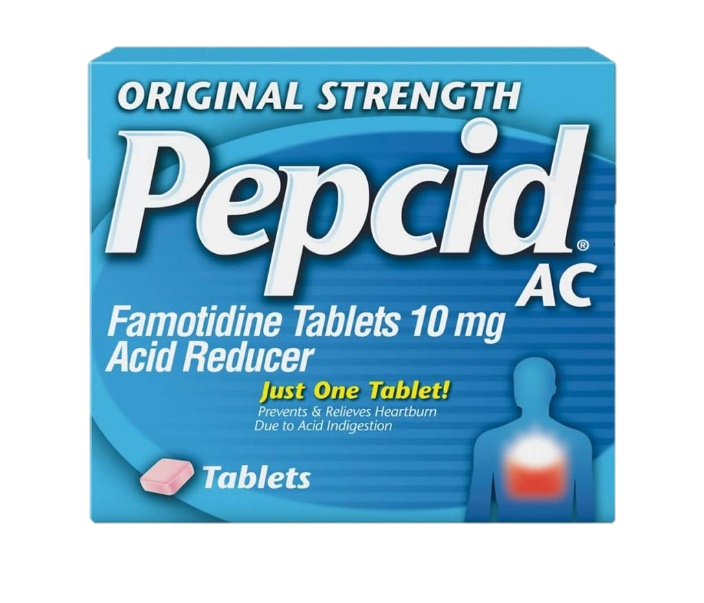 ORIGINAL STRENGTH
Pepcid®
AC
Famotidine Tablets 10 mg
Acid Reducer
Just One Tablet!
Prevents & Relieves Heartburn
Due to Acid Indigestion
Tablets